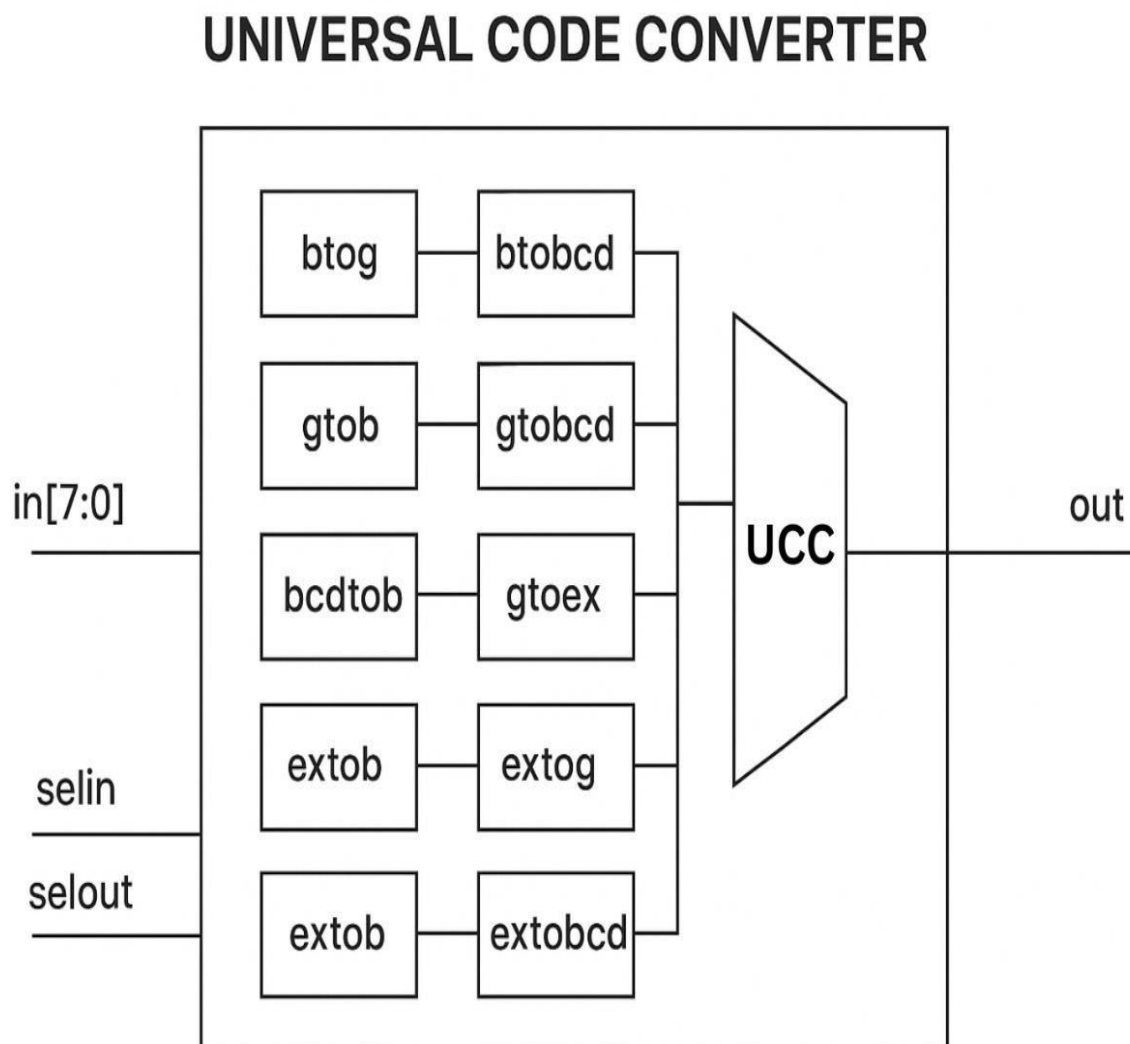 UNIVERSAL CODE CONVERTER
btog
btobcd
gtob
gtobcd
in[7:0]
out
UCC
bcdtob
gtoex
extob
extog
selin
selout
extob
extobcd